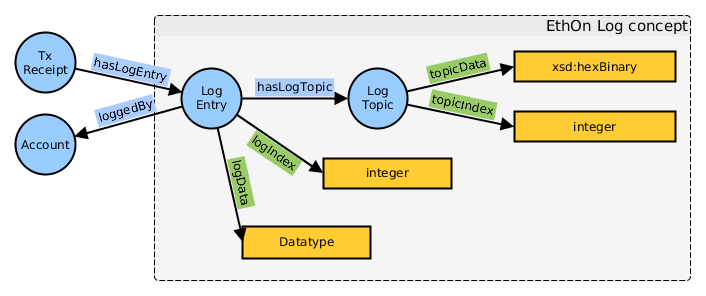 EthOn Log concept
Tx
Receipt
hasLogEntry
Log
Entry
hasLogTopic
Log
Topic
topicData
xsd:hexBinary
topicIndex
integer
loggedBy
Account
logIndex
integer
logData
Datatype